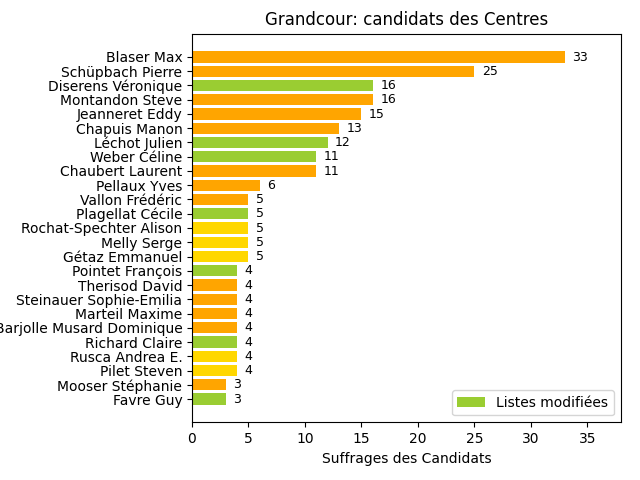 Grandcour: candidats des Centres
Blaser Max 33
Schüpbach Pierre 25
Diserens Véronique 16
Montandon Steve 16
Jeanneret Eddy 15
Chapuis Manon 13
Léchot Julien 12
Weber Céline 11
Chaubert Laurent 11
Pellaux Yves 6
Vallon Frédéric 5
Plagellat Cécile 5
Rochat-Spechter Alison 5
Melly Serge 5
Gétaz Emmanuel 5
Pointet François 4
Therisod David 4
Steinauer Sophie-Emilia 4
Marteil Maxime 4
Barjolle Musard Dominique 4
Richard Claire 4
Rusca Andrea E. 4
Pilet Steven 4
Mooser Stéphanie 3
Favre Guy 3
Listes modifiées
0 5 10 15 20 25 30 35
Suffrages des Candidats